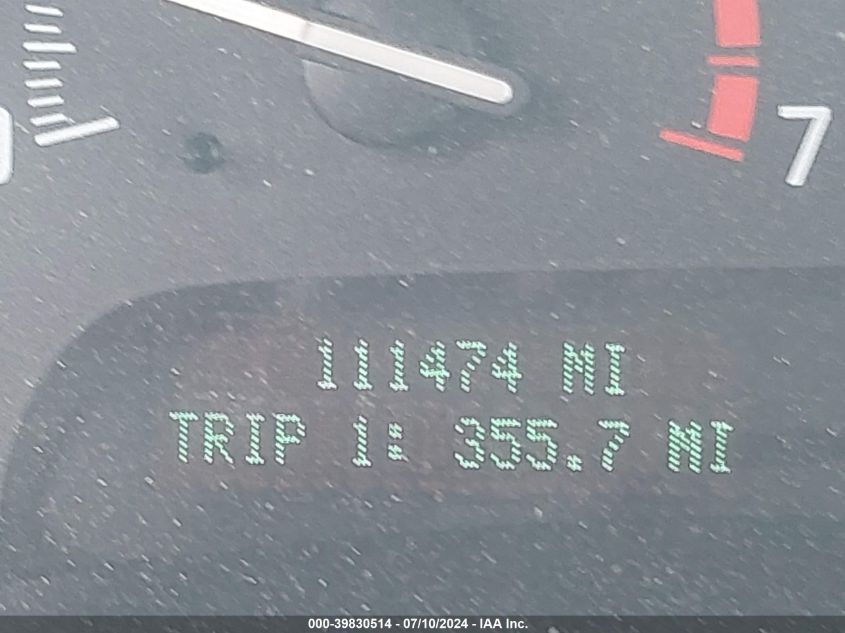 7
111474 MI
TRIP 1: 355.7 MI
000-39830514 - 07/10/2024 - IAA Inc.